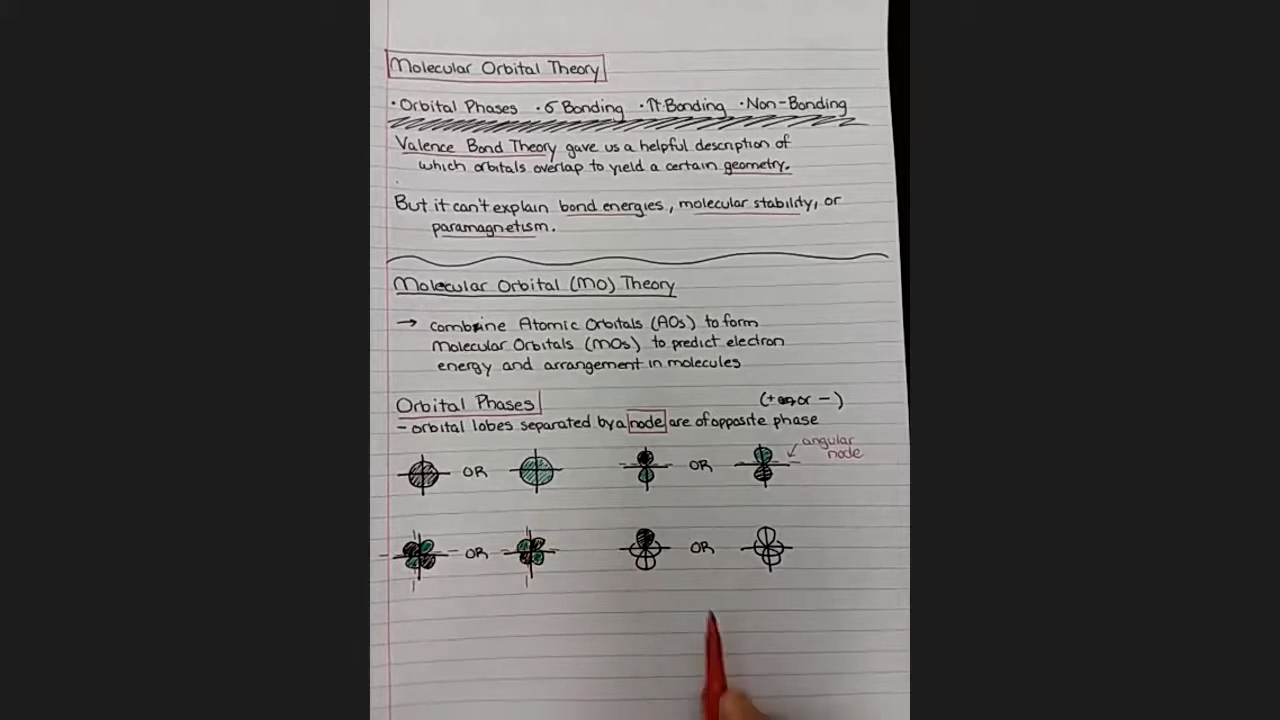 Molecular Orbital Theory
• Orbital Phases • σ Bonding • π Bonding • Non-Bonding
Valence Bond Theory gave us a helpful description of
which orbitals overlap to yield a certain geometry.
But it can't explain bond energies, molecular stability, or
paramagnetism.
Molecular Orbital (MO) Theory
→ combine Atomic Orbitals (AOs) to form
Molecular Orbitals (MOs) to predict electron
energy and arrangement in molecules
Orbital Phases (+ or −)
- orbital lobes separated by a node are of opposite phase
angular
node
OR OR
OR OR